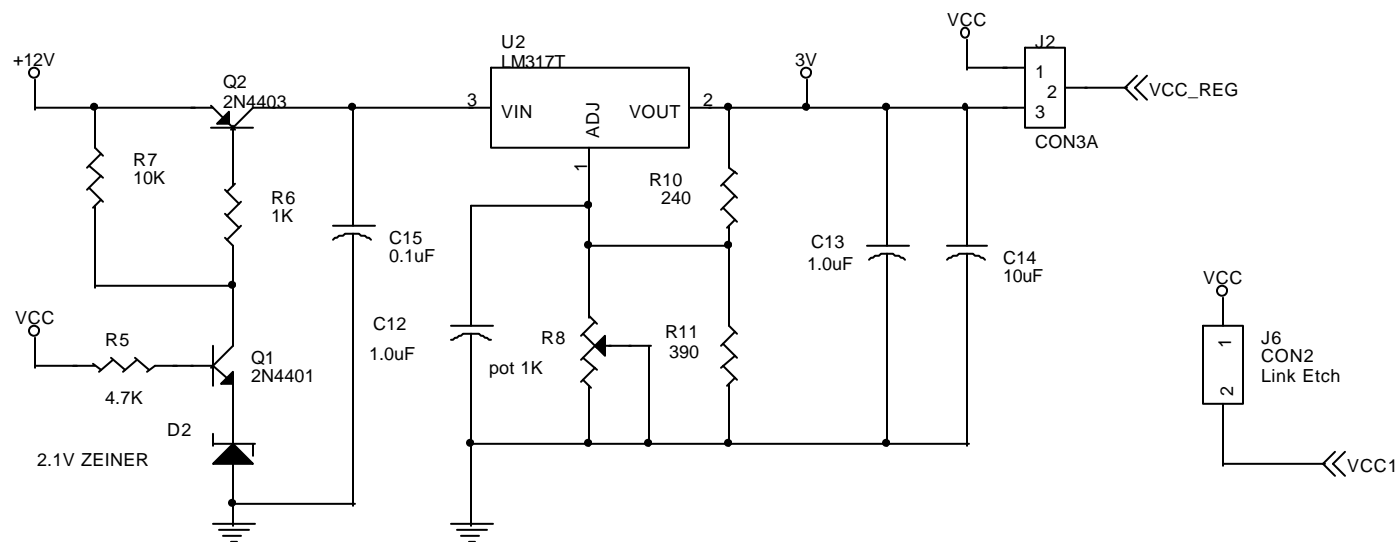 +12V
Q2
2N4403
R7
10K
R6
1K
VCC
R5
4.7K
Q1
2N4401
D2
2.1V ZEINER
C15
0.1uF
U2
LM317T
3
VIN
ADJ
VOUT
2
1
3V
R10
240
C12
1.0uF
R8
pot 1K
R11
390
C13
1.0uF
C14
10uF
VCC
J2
1
2
3
CON3A
VCC_REG
VCC
1
2
J6
CON2
Link Etch
VCC1